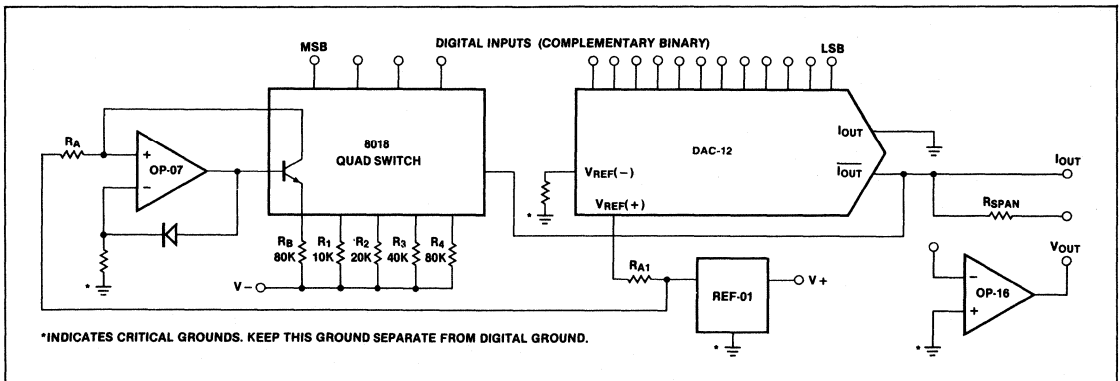 DIGITAL INPUTS (COMPLEMENTARY BINARY)
MSB
LSB
RA
+
OP-07
−
8018
QUAD SWITCH
DAC-12
IOUT
IOUT
IOUT
VREF(−)
VREF(+)
*
RSPAN
RB
80K
R1
10K
R2
20K
R3
40K
R4
80K
*
V−
RA1
REF-01
V+
*
−
OP-16
+
VOUT
*
*INDICATES CRITICAL GROUNDS. KEEP THIS GROUND SEPARATE FROM DIGITAL GROUND.